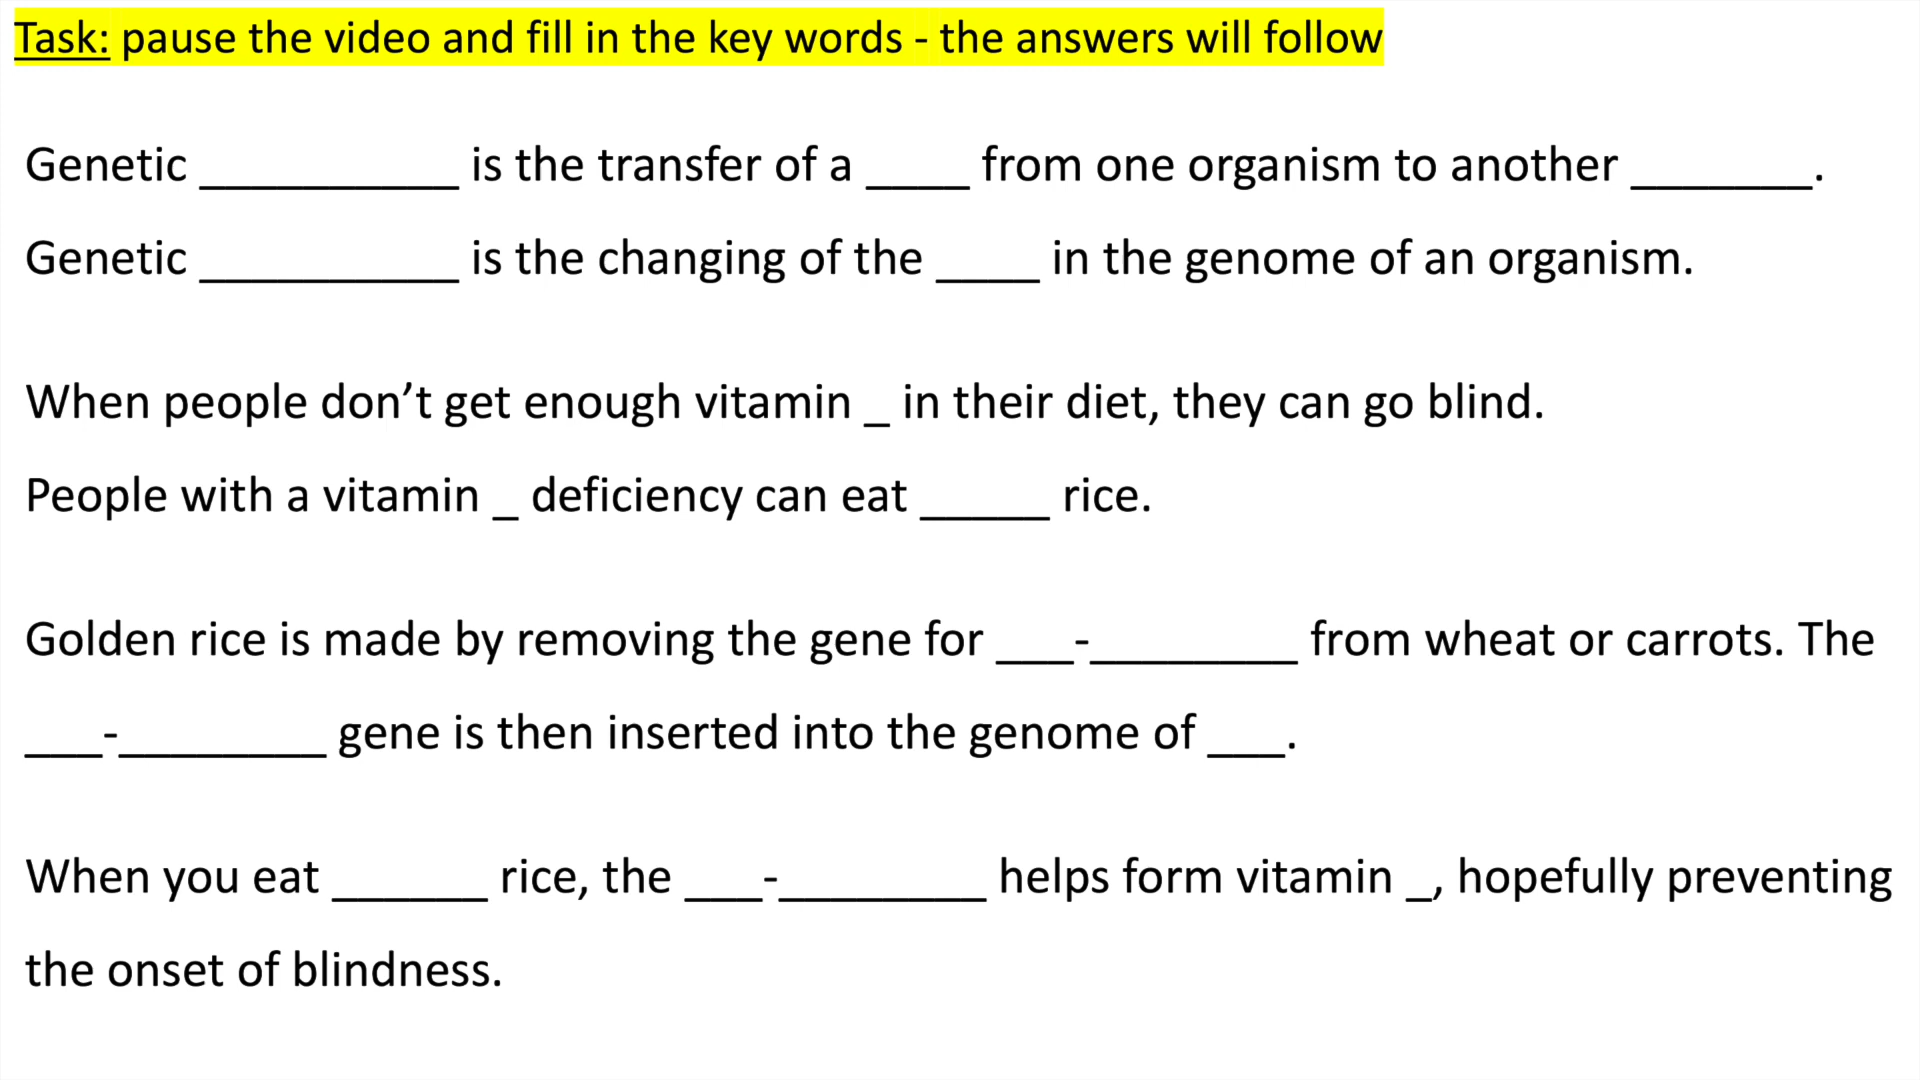 Task: pause the video and fill in the key words - the answers will follow
Genetic __________ is the transfer of a ____ from one organism to another _______.
Genetic __________ is the changing of the ____ in the genome of an organism.
When people don’t get enough vitamin _ in their diet, they can go blind.
People with a vitamin _ deficiency can eat _____ rice.
Golden rice is made by removing the gene for ___-________ from wheat or carrots. The
___-________ gene is then inserted into the genome of ___.
When you eat ______ rice, the ___-________ helps form vitamin _, hopefully preventing
the onset of blindness.